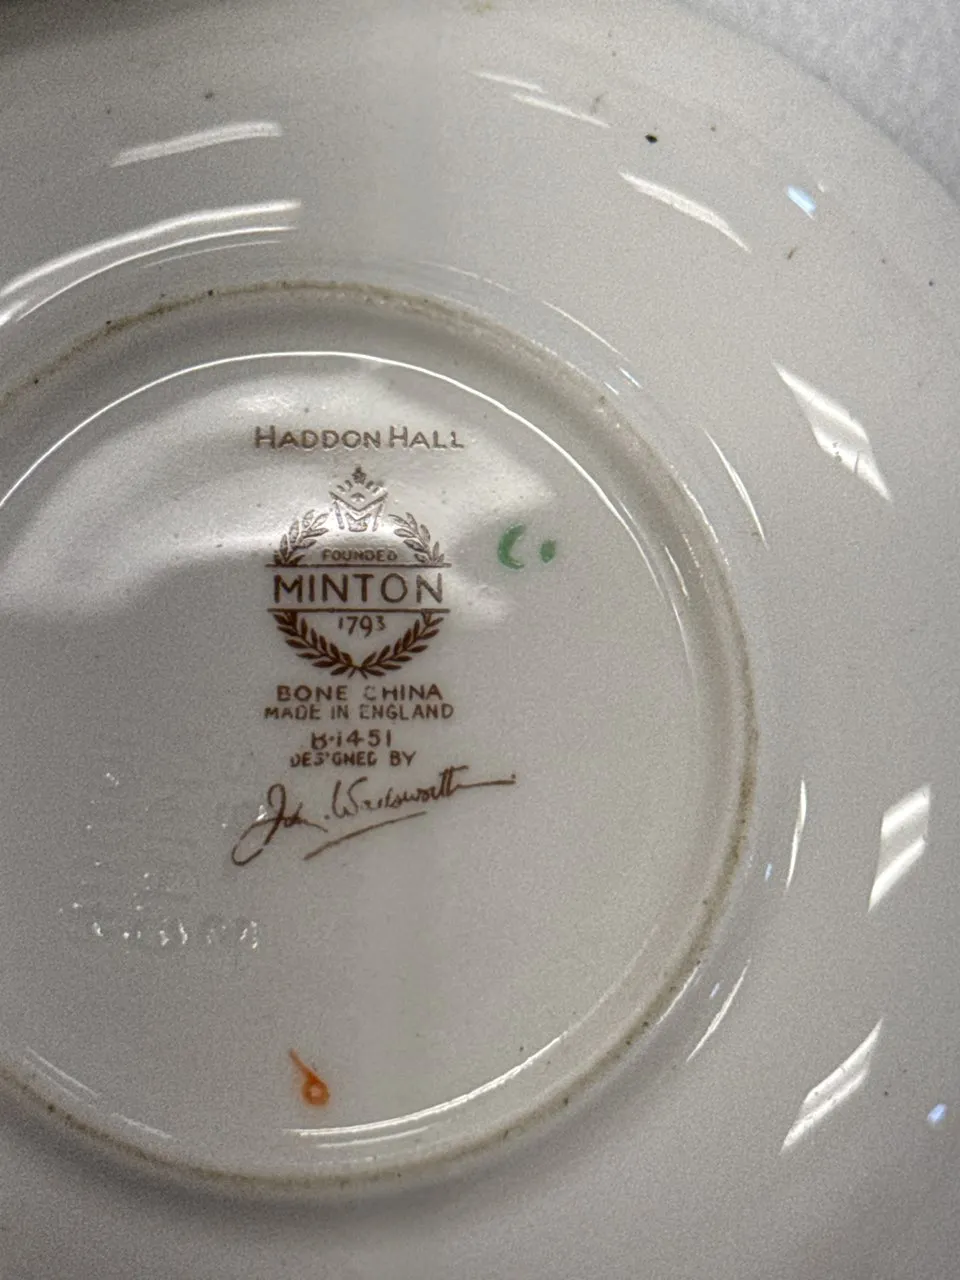 HADDON HALL
FOUNDED
MINTON
1793
BONE CHINA
MADE IN ENGLAND
B·1451
DESIGNED BY
John Wadsworth
C.